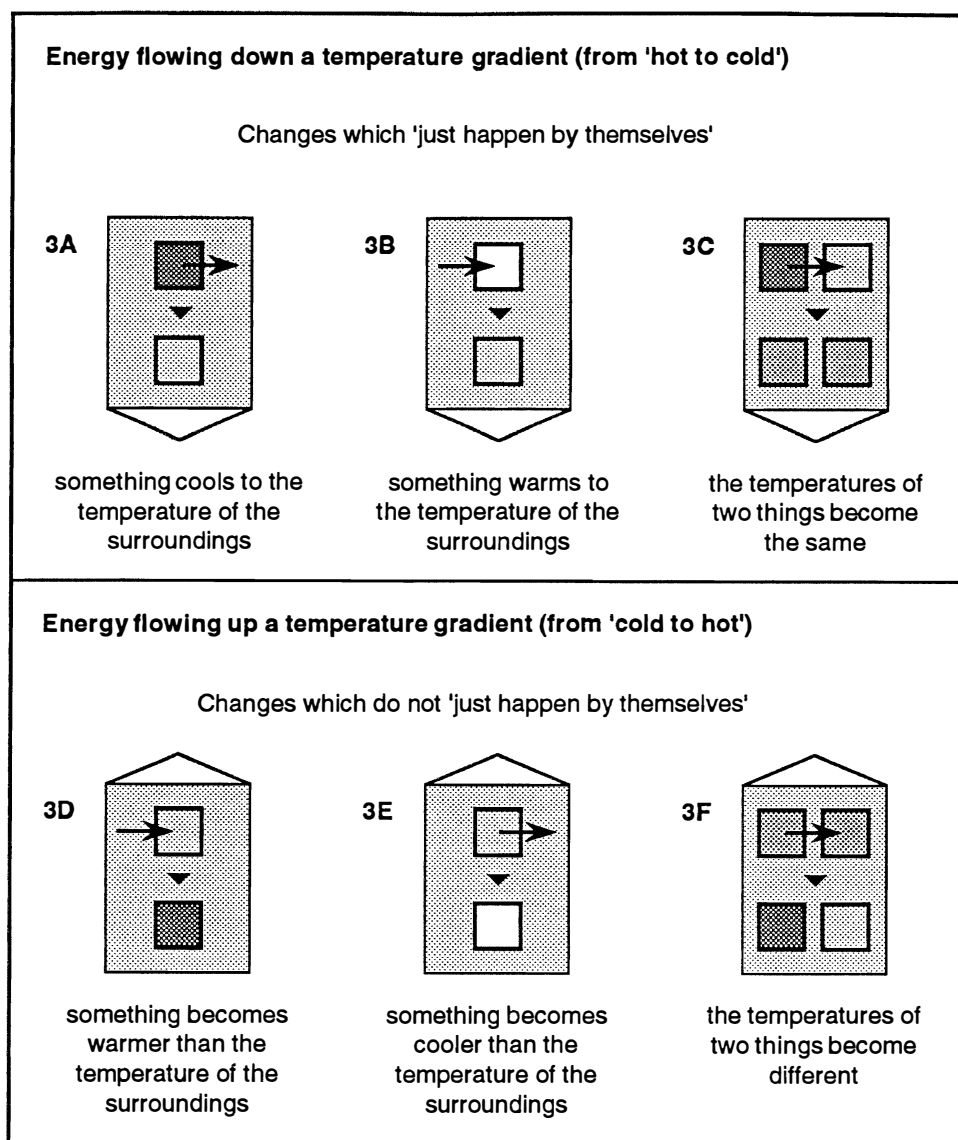 Energy flowing down a temperature gradient (from 'hot to cold')
Changes which 'just happen by themselves'
3A
3B
3C
something cools to the
temperature of the
surroundings
something warms to
the temperature of the
surroundings
the temperatures of
two things become
the same
Energy flowing up a temperature gradient (from 'cold to hot')
Changes which do not 'just happen by themselves'
3D
3E
3F
something becomes
warmer than the
temperature of the
surroundings
something becomes
cooler than the
temperature of the
surroundings
the temperatures of
two things become
different